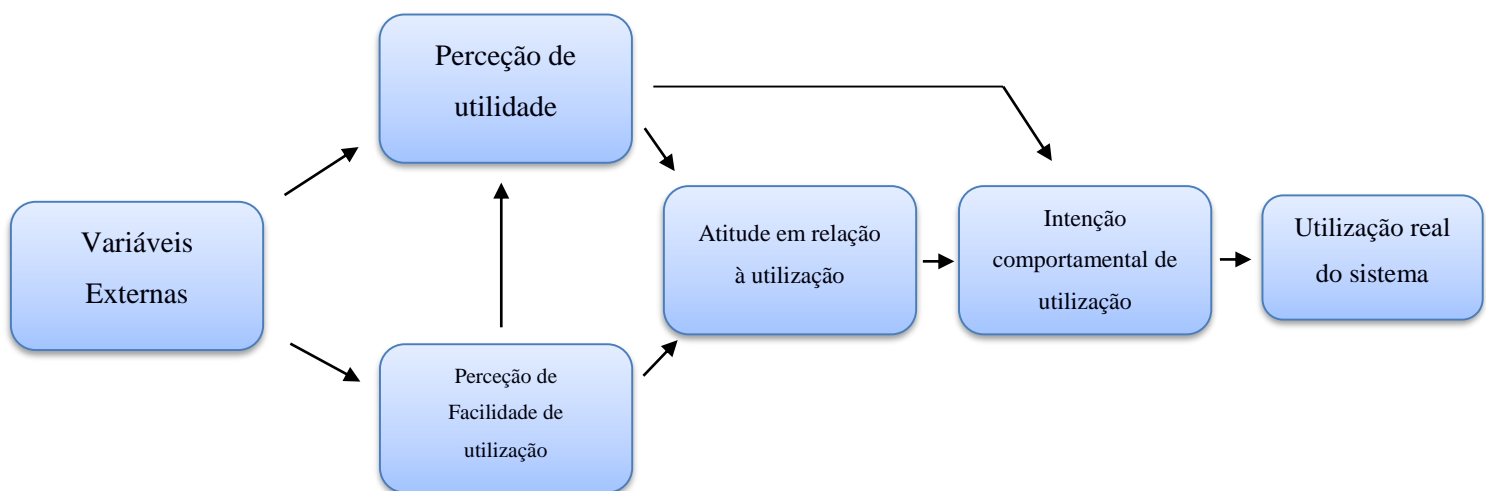 Perceção de
utilidade
Variáveis
Externas
Perceção de
Facilidade de
utilização
Atitude em relação
à utilização
Intenção
comportamental de
utilização
Utilização real
do sistema